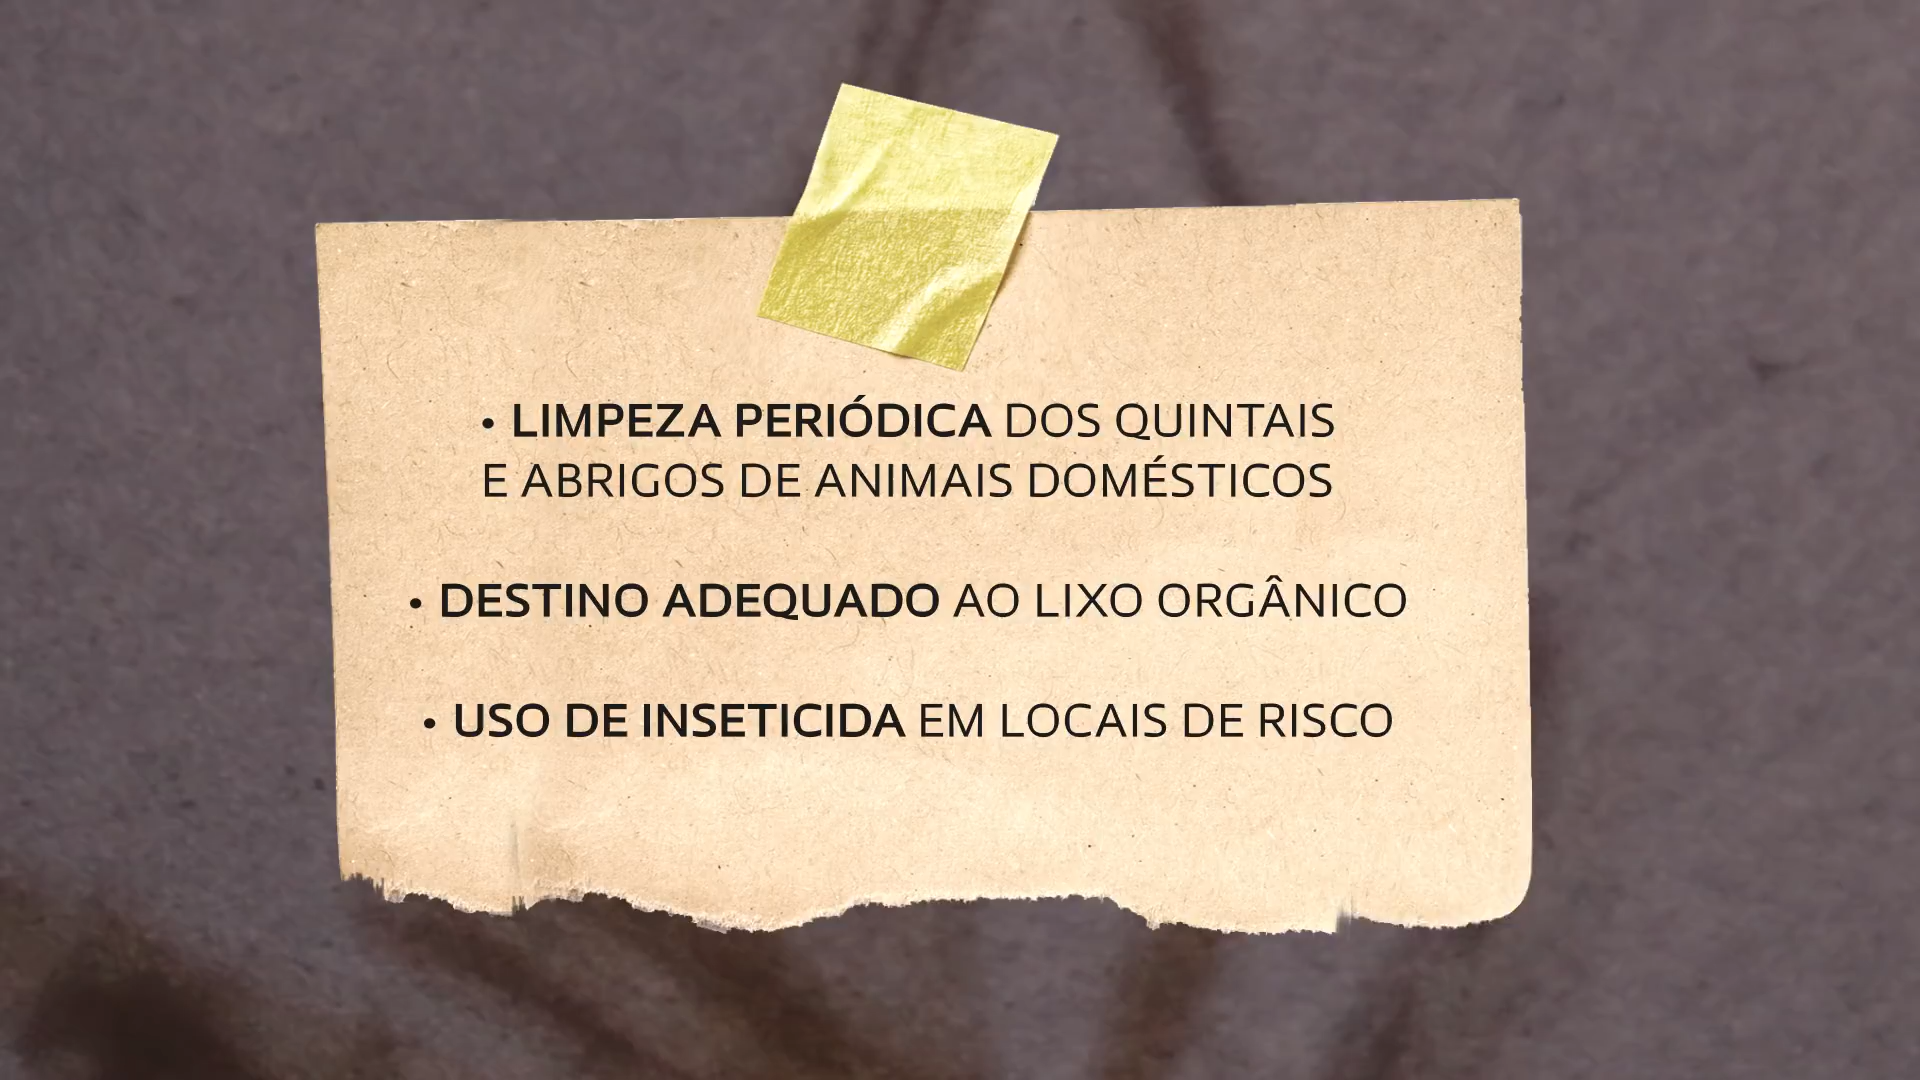 • LIMPEZA PERIÓDICA DOS QUINTAIS
E ABRIGOS DE ANIMAIS DOMÉSTICOS
• DESTINO ADEQUADO AO LIXO ORGÂNICO
• USO DE INSETICIDA EM LOCAIS DE RISCO